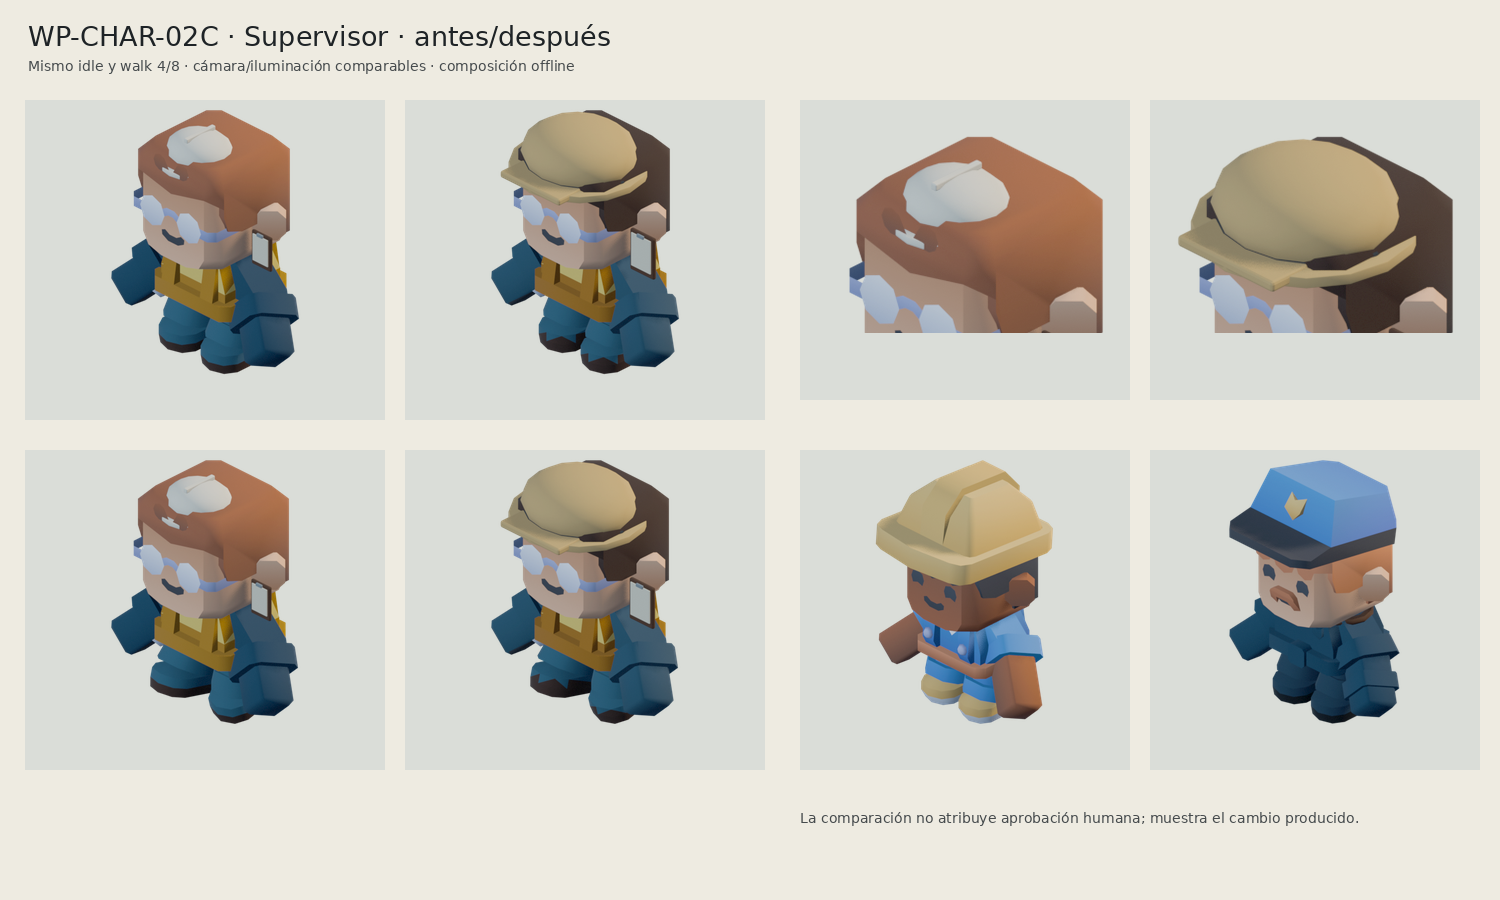 WP-CHAR-02C · Supervisor · antes/después
Mismo idle y walk 4/8 · cámara/iluminación comparables · composición offline
La comparación no atribuye aprobación humana; muestra el cambio producido.